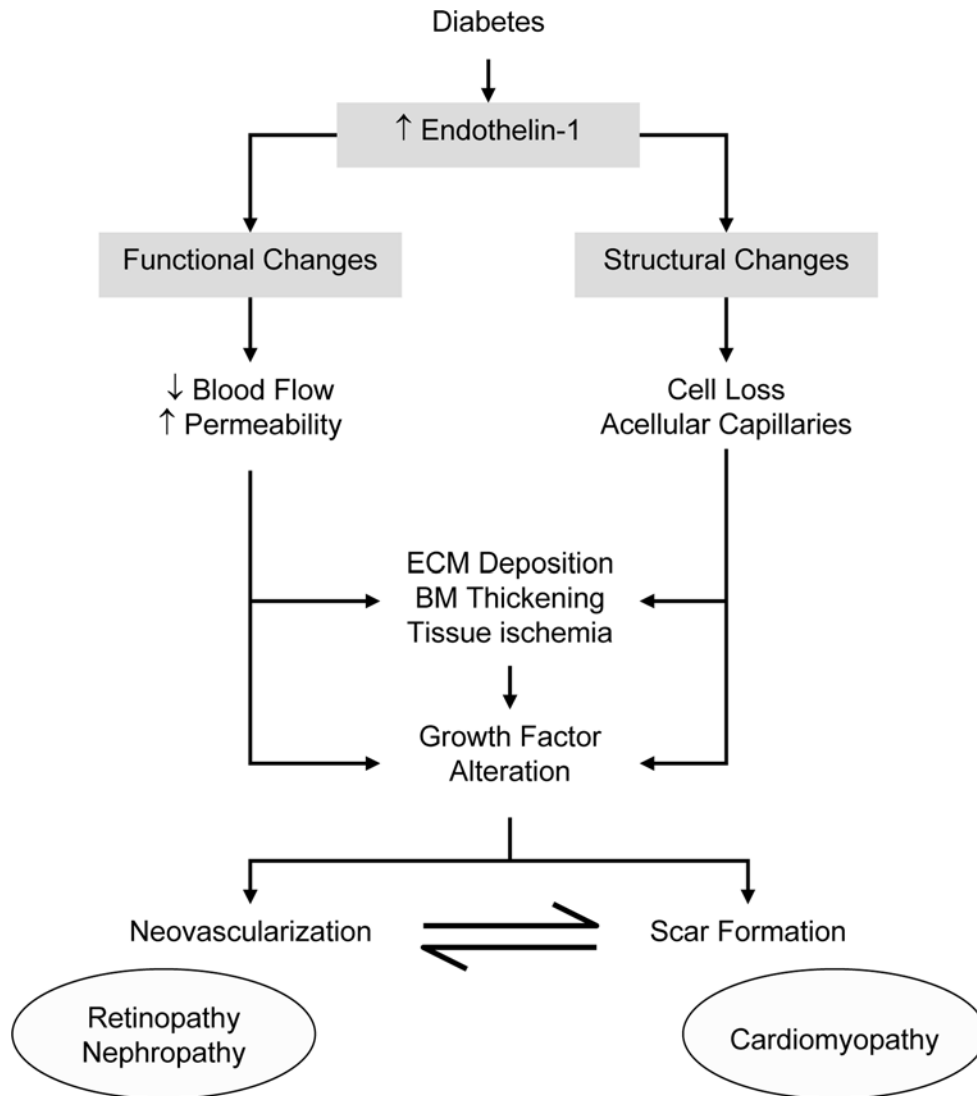 Diabetes
↑ Endothelin-1
Functional Changes
Structural Changes
↓ Blood Flow
↑ Permeability
Cell Loss
Acellular Capillaries
ECM Deposition
BM Thickening
Tissue ischemia
Growth Factor
Alteration
Neovascularization
Scar Formation
Retinopathy
Nephropathy
Cardiomyopathy